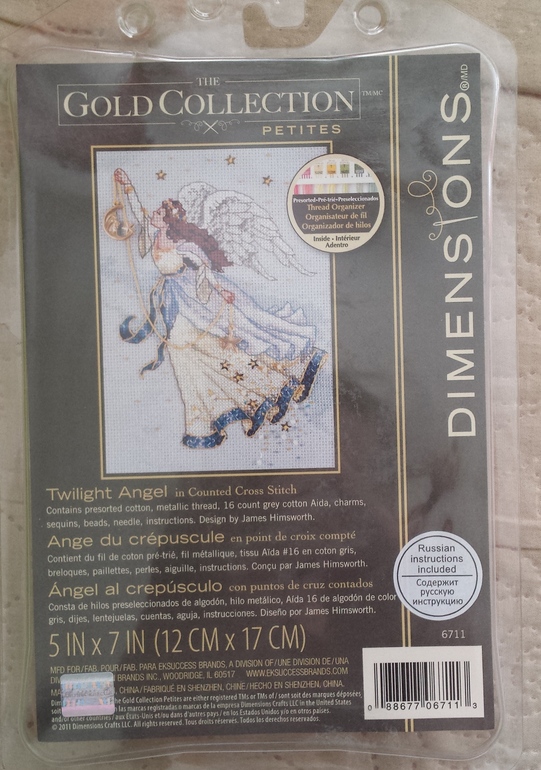 THE
GOLD COLLECTION TM/MC
PETITES
DIMENSIONS®/MD
Presorted•Pré-trié•Preseleccionados
Thread Organizer
Organisateur de fil
Organizador de hilos
Inside • Intérieur
Adentro
Twilight Angel in Counted Cross Stitch
Contains presorted cotton, metallic thread, 16 count grey cotton Aida, charms,
sequins, beads, needle, instructions. Design by James Himsworth.
Ange du crépuscule en point de croix compté
Contient du fil de coton pré-trié, fil métallique, tissu Aïda #16 en coton gris,
breloques, paillettes, perles, aiguille, instructions. Conçu par James Himsworth.
Ángel al crepúsculo con puntos de cruz contados
Consta de hilos preseleccionados de algodón, hilo metálico, Aída 16 de algodón de color
gris, dijes, lentejuelas, cuentas, aguja, instrucciones. Diseño por James Himsworth.
Russian
instructions
included
Содержит
русскую
инструкцию
5 IN x 7 IN (12 CM x 17 CM)
6711
MFD FOR/FAB. POUR/FAB. PARA EKSUCCESS BRANDS, A DIVISION OF/UNE DIVISION DE/UNA
BRANDS INC., WOODRIDGE, IL 60517 WWW.EKSUCCESSBRANDS.COM
CHINA/FABRIQUÉ EN SHENZHEN, CHINE/HECHO EN SHENZHEN, CHINA.
The Gold Collection Petites are either registered TMs or TMs of/sont soit des marques déposées
las marcas registradas o marcas de la empresa Dimensions Crafts LLC in the United States
and/or other countries/aux États-Unis et/ou dans d'autres pays/en los Estados Unidos y/o en otros países.
© 2011 Dimensions Crafts LLC. All rights reserved. Tous droits réservés. Todos los derechos reservados.
0 88677 06711 3